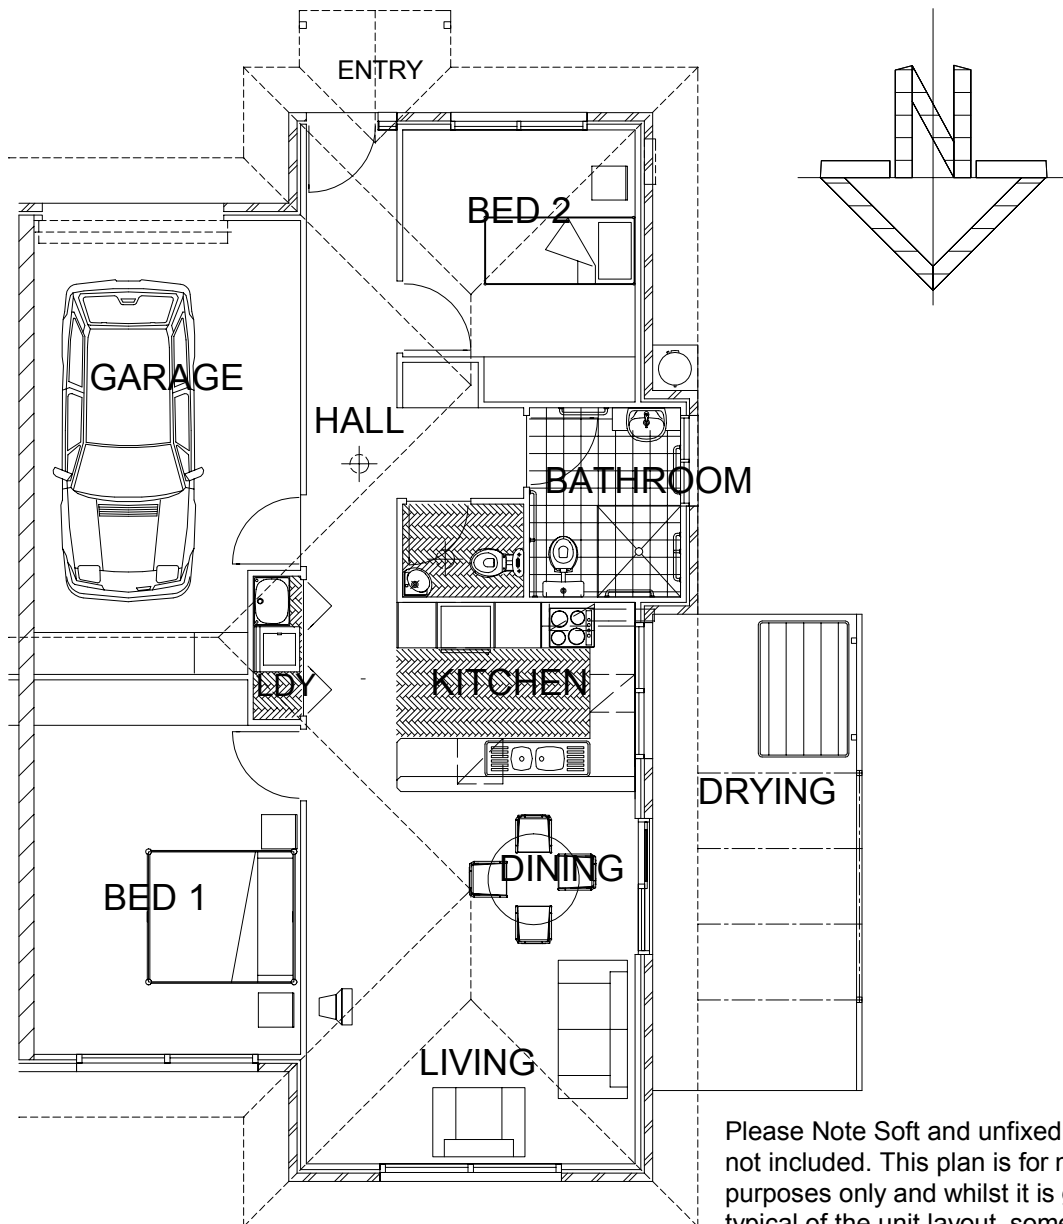 ENTRY
N
BED 2
GARAGE
HALL
BATHROOM
LDY
KITCHEN
DRYING
DINING
BED 1
LIVING
Please Note Soft and unfixed
not included. This plan is for
purposes only and whilst it is
typical of the unit layout, some